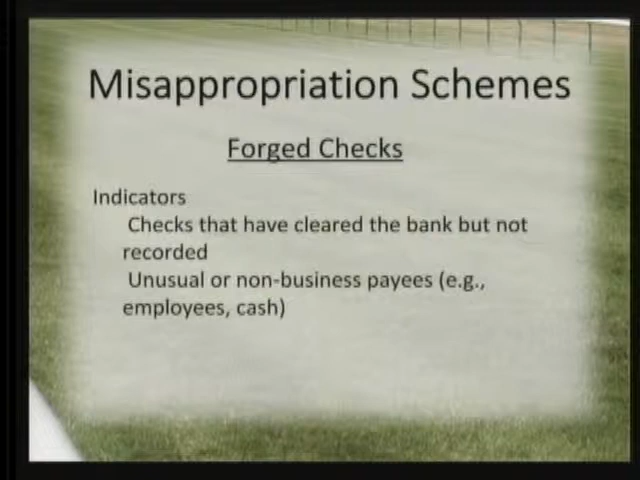 Misappropriation Schemes
Forged Checks
Indicators
Checks that have cleared the bank but not
recorded
Unusual or non-business payees (e.g.,
employees, cash)